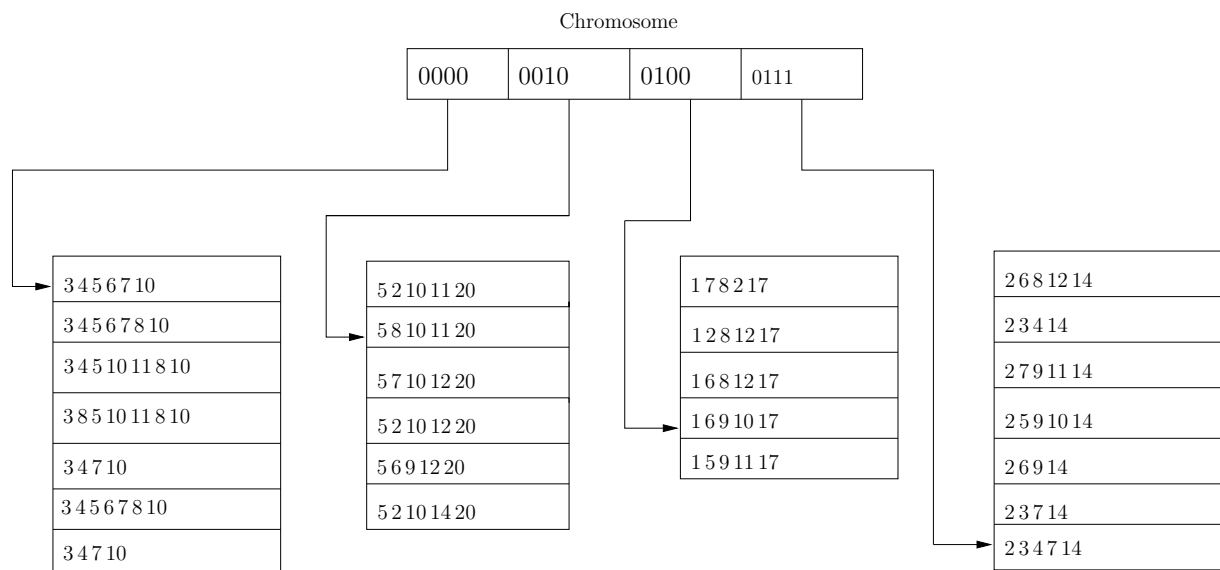 Chromosome
0000 0010 0100 0111
3 4 5 6 7 10
3 4 5 6 7 8 10
3 4 5 10 11 8 10
3 8 5 10 11 8 10
3 4 7 10
3 4 5 6 7 8 10
3 4 7 10
5 2 10 11 20
5 8 10 11 20
5 7 10 12 20
5 2 10 12 20
5 6 9 12 20
5 2 10 14 20
1 7 8 2 17
1 2 8 12 17
1 6 8 12 17
1 6 9 10 17
1 5 9 11 17
2 6 8 12 14
2 3 4 14
2 7 9 11 14
2 5 9 10 14
2 6 9 14
2 3 7 14
2 3 4 7 14